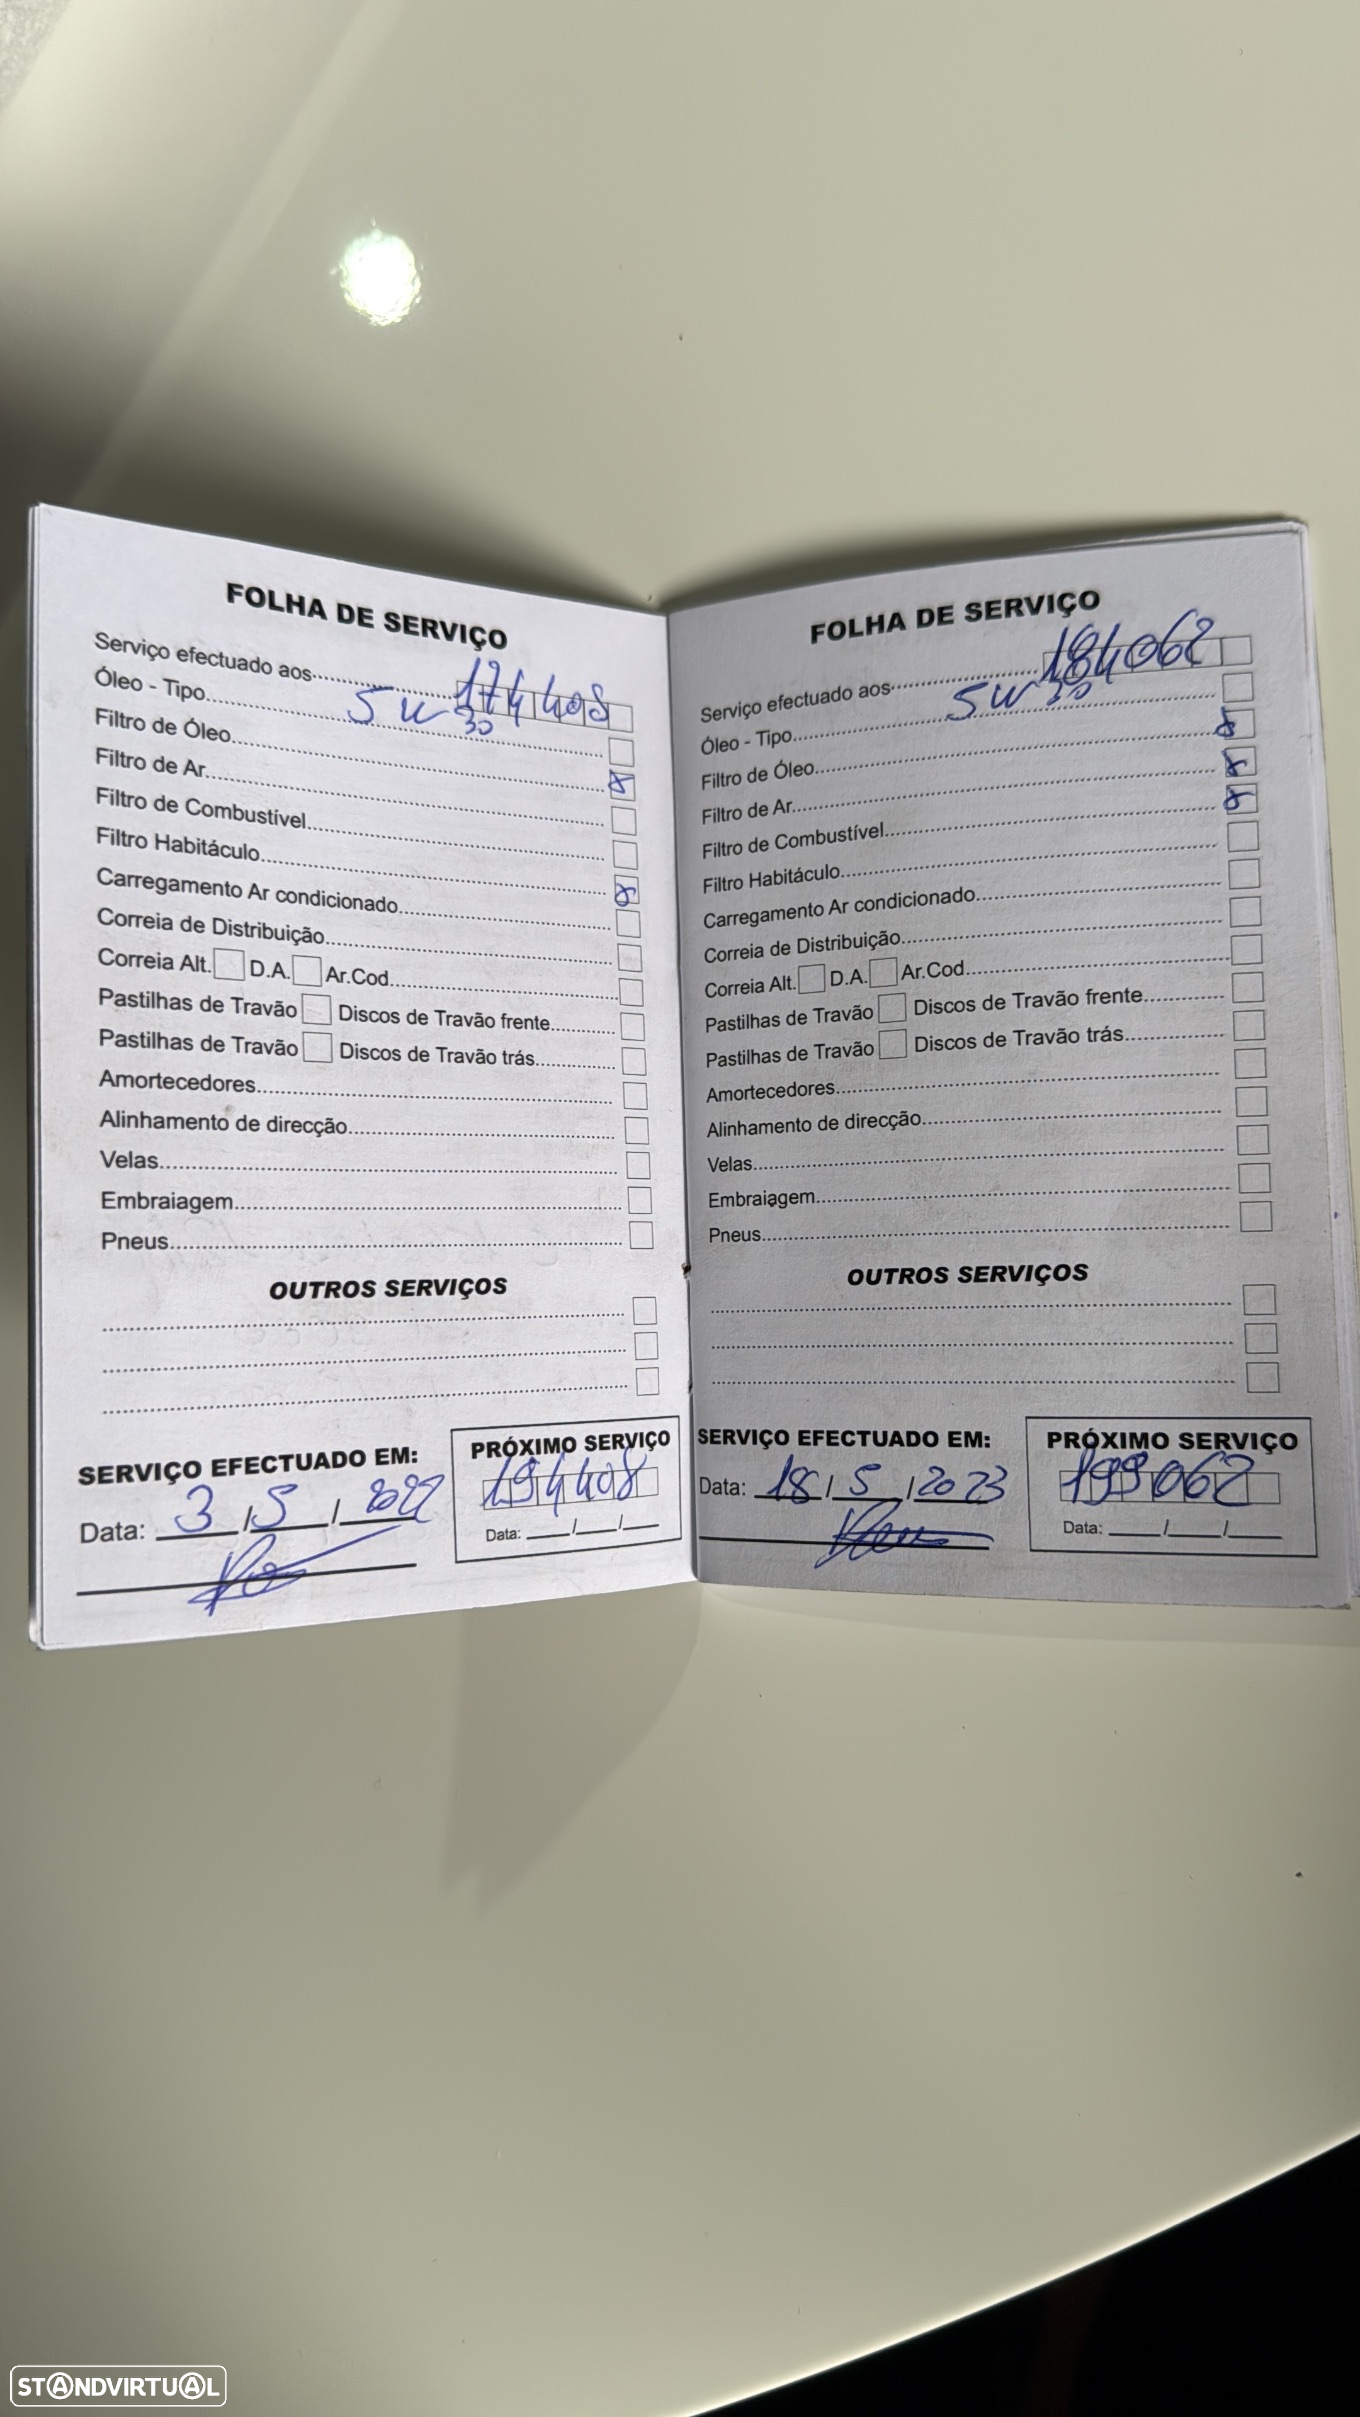 FOLHA DE SERVIÇO
Serviço efectuado aos 174408
Óleo - Tipo 5W30
Filtro de Óleo
Filtro de Ar
Filtro de Combustível
Filtro Habitáculo
Carregamento Ar condicionado
Correia de Distribuição
Correia Alt. D.A. Ar.Cod
Pastilhas de Travão Discos de Travão frente
Pastilhas de Travão Discos de Travão trás
Amortecedores
Alinhamento de direcção
Velas
Embraiagem
Pneus
OUTROS SERVIÇOS
SERVIÇO EFECTUADO EM:
Data: 3/5/2022
PRÓXIMO SERVIÇO
194408
Data: __/__/__
FOLHA DE SERVIÇO
Serviço efectuado aos 184062
Óleo - Tipo 5W30
Filtro de Óleo
Filtro de Ar
Filtro de Combustível
Filtro Habitáculo
Carregamento Ar condicionado
Correia de Distribuição
Correia Alt. D.A. Ar.Cod
Pastilhas de Travão Discos de Travão frente
Pastilhas de Travão Discos de Travão trás
Amortecedores
Alinhamento de direcção
Velas
Embraiagem
Pneus
OUTROS SERVIÇOS
SERVIÇO EFECTUADO EM:
Data: 18/5/2023
PRÓXIMO SERVIÇO
199062
Data: __/__/__
STANDVIRTUAL